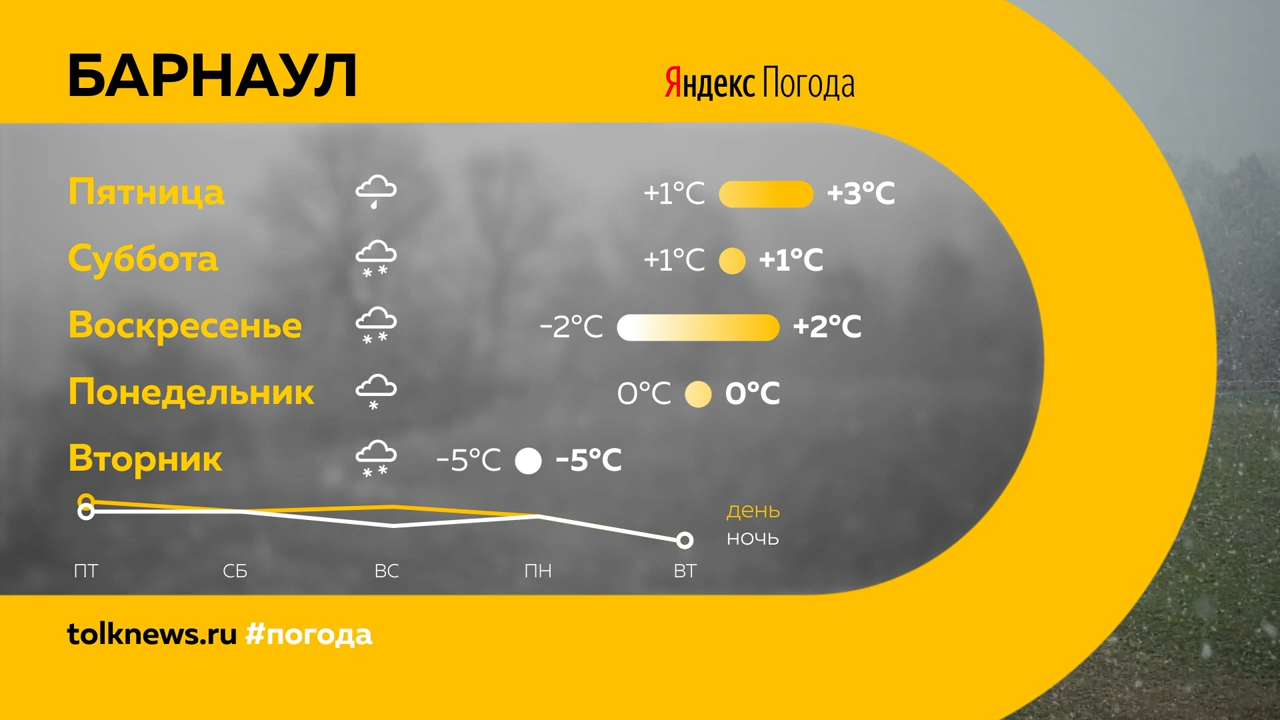 БАРНАУЛ
Яндекс Погода
Пятница +1°C +3°C
Суббота +1°C +1°C
Воскресенье -2°C +2°C
Понедельник 0°C 0°C
Вторник -5°C -5°C
день
ночь
ПТ СБ ВС ПН ВТ
tolknews.ru #погода